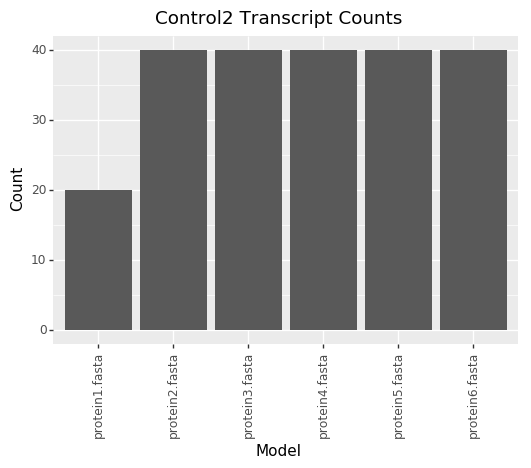 Control2 Transcript Counts
Count
40
30
20
10
0
protein1.fasta
protein2.fasta
protein3.fasta
protein4.fasta
protein5.fasta
protein6.fasta
Model